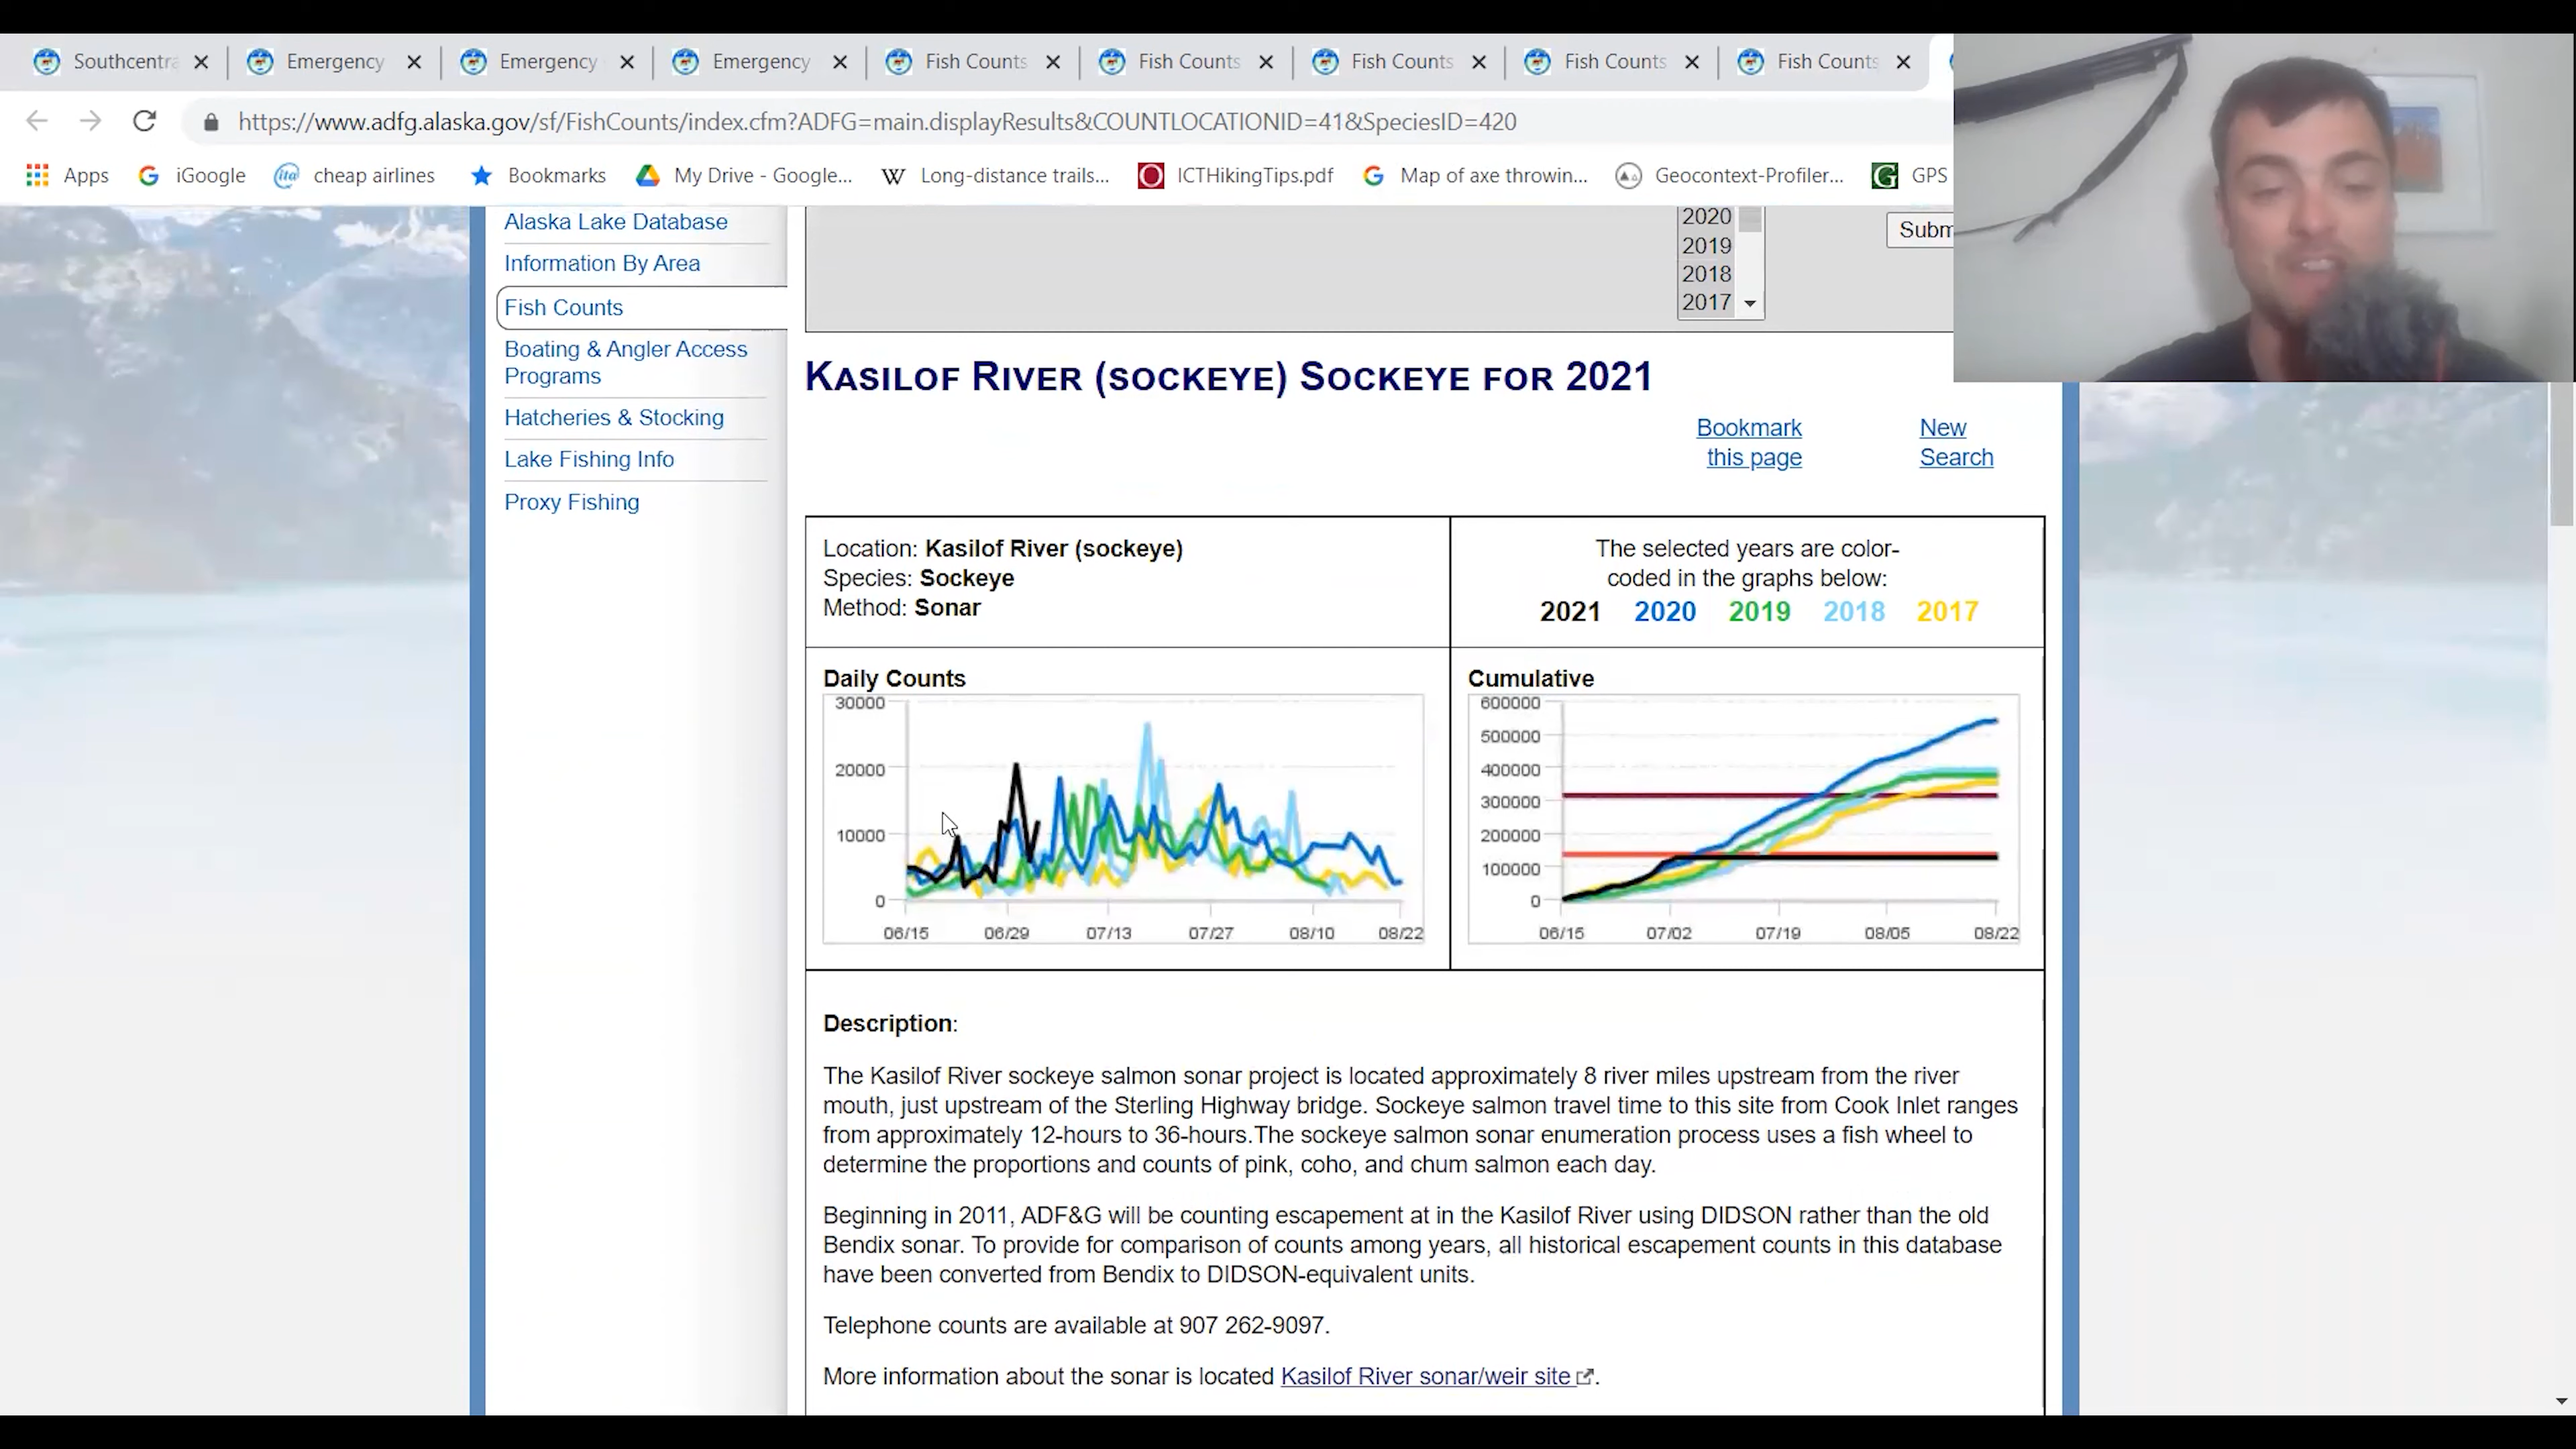 Southcentra
Emergency
Emergency
Emergency
Fish Counts
Fish Counts
Fish Counts
Fish Counts
Fish Counts
https://www.adfg.alaska.gov/sf/FishCounts/index.cfm?ADFG=main.displayResults&COUNTLOCATIONID=41&SpeciesID=420
Apps
iGoogle
ita
cheap airlines
Bookmarks
My Drive - Google...
W
Long-distance trails...
ICTHikingTips.pdf
Map of axe throwin...
Geocontext-Profiler...
GPS
Alaska Lake Database
Information By Area
Fish Counts
Boating & Angler Access
Programs
Hatcheries & Stocking
Lake Fishing Info
Proxy Fishing
2020
2019
2018
2017
Subm
KASILOF RIVER (SOCKEYE) SOCKEYE FOR 2021
Bookmark
this page
New
Search
Location: Kasilof River (sockeye)
Species: Sockeye
Method: Sonar
The selected years are color-
coded in the graphs below:
2021 2020 2019 2018 2017
Daily Counts
30000
20000
10000
0
06/15 06/29 07/13 07/27 08/10 08/22
Cumulative
600000
500000
400000
300000
200000
100000
0
06/15 07/02 07/19 08/05 08/22
Description:
The Kasilof River sockeye salmon sonar project is located approximately 8 river miles upstream from the river
mouth, just upstream of the Sterling Highway bridge. Sockeye salmon travel time to this site from Cook Inlet ranges
from approximately 12-hours to 36-hours.The sockeye salmon sonar enumeration process uses a fish wheel to
determine the proportions and counts of pink, coho, and chum salmon each day.
Beginning in 2011, ADF&G will be counting escapement at in the Kasilof River using DIDSON rather than the old
Bendix sonar. To provide for comparison of counts among years, all historical escapement counts in this database
have been converted from Bendix to DIDSON-equivalent units.
Telephone counts are available at 907 262-9097.
More information about the sonar is located Kasilof River sonar/weir site.